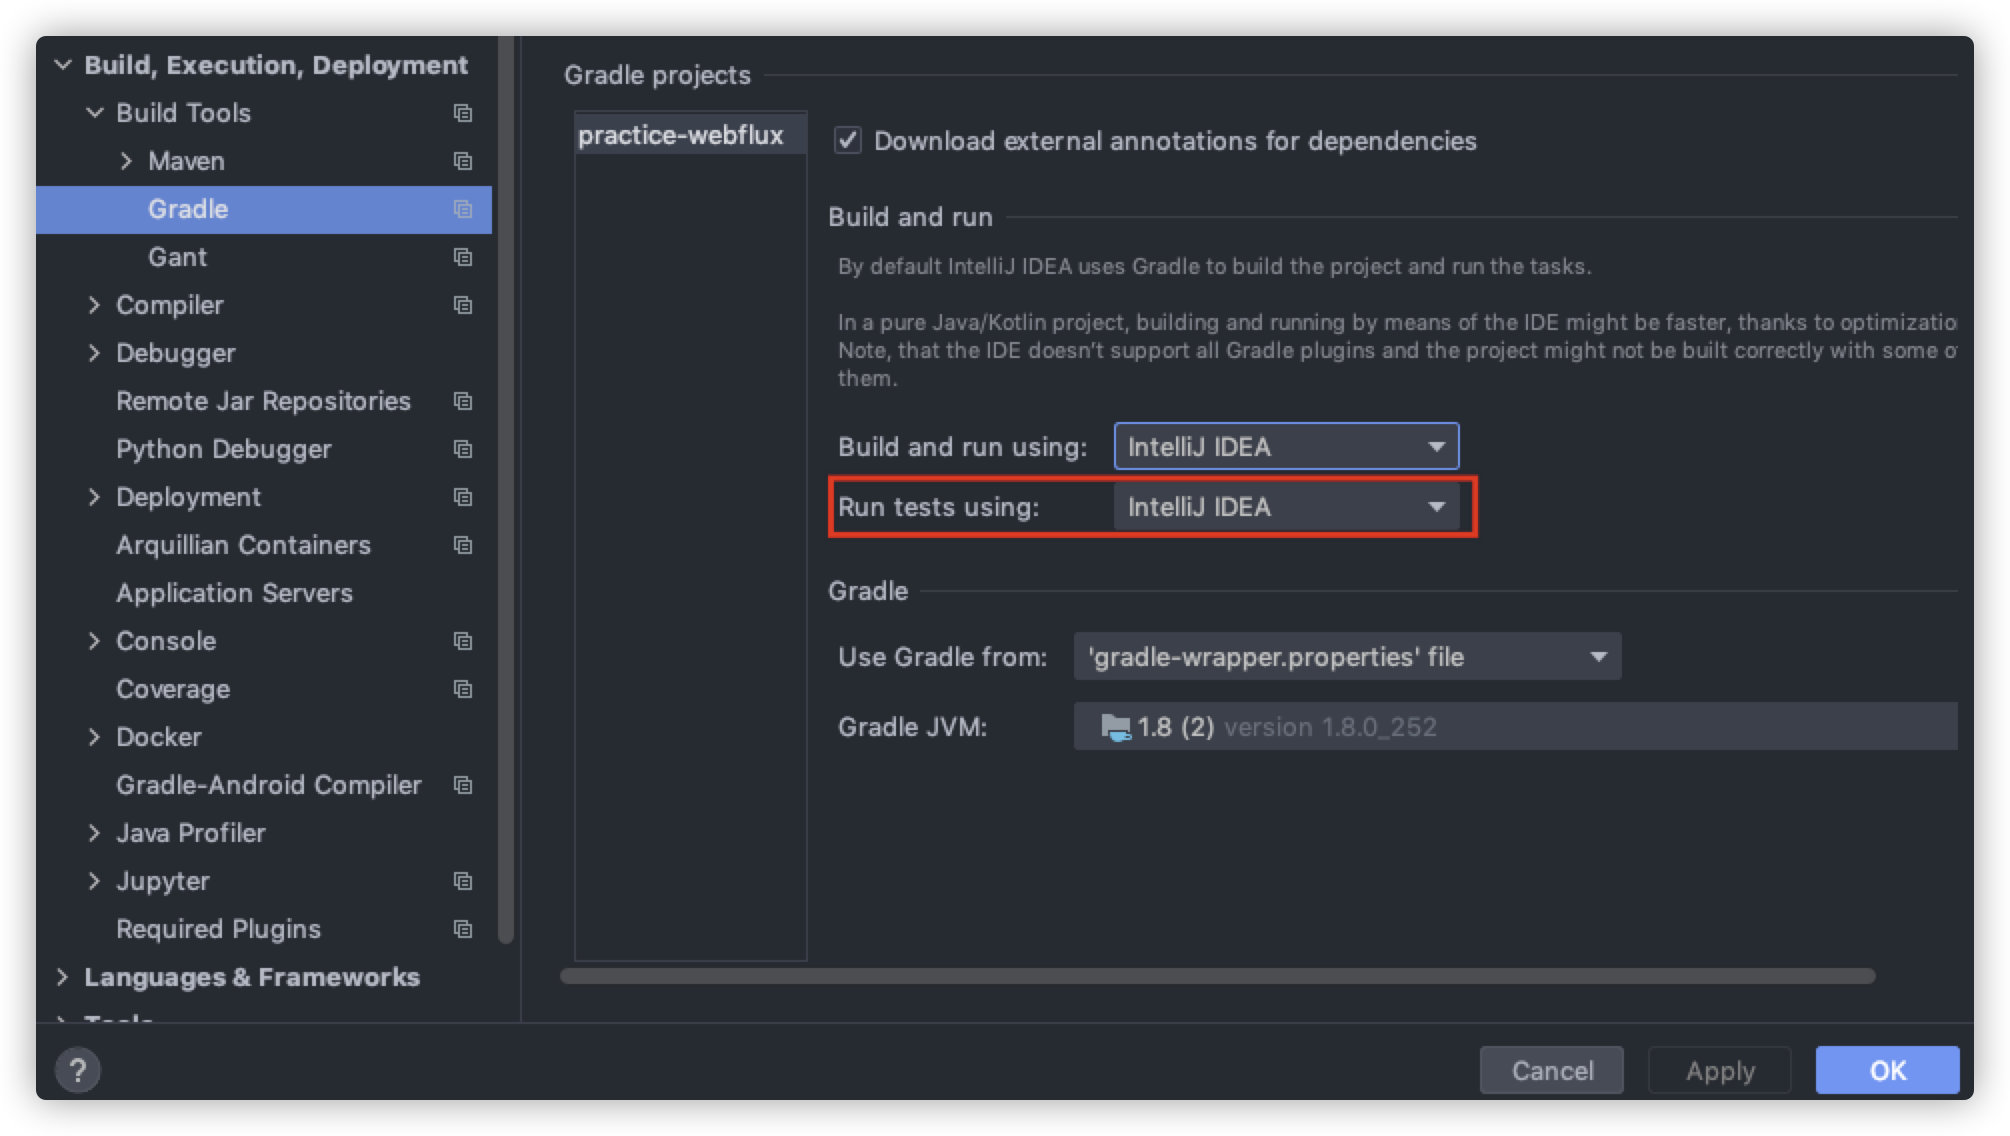 Build, Execution, Deployment
Build Tools
Maven
Gradle
Gant
Compiler
Debugger
Remote Jar Repositories
Python Debugger
Deployment
Arquillian Containers
Application Servers
Console
Coverage
Docker
Gradle-Android Compiler
Java Profiler
Jupyter
Required Plugins
Languages & Frameworks
Gradle projects
practice-webflux
Download external annotations for dependencies
Build and run
By default IntelliJ IDEA uses Gradle to build the project and run the tasks.
In a pure Java/Kotlin project, building and running by means of the IDE might be faster, thanks to
Note, that the IDE doesn't support all Gradle plugins and the project might not be built correctly with some
them.
Build and run using: IntelliJ IDEA
Run tests using: IntelliJ IDEA
Gradle
Use Gradle from: 'gradle-wrapper.properties' file
Gradle JVM: 1.8 (2) version 1.8.0_252
? Cancel Apply OK